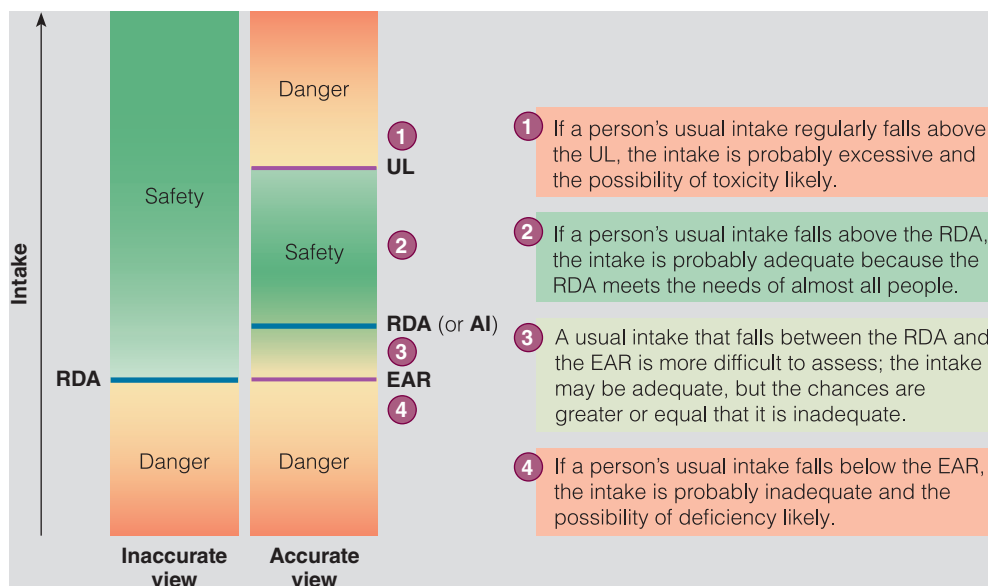 Intake
Safety
RDA
Danger
Inaccurate
view
Danger
1
UL
Safety
2
RDA (or AI)
3
EAR
4
Danger
Accurate
view
1 If a person's usual intake regularly falls above
the UL, the intake is probably excessive and
the possibility of toxicity likely.
2 If a person's usual intake falls above the RDA,
the intake is probably adequate because the
RDA meets the needs of almost all people.
3 A usual intake that falls between the RDA and
the EAR is more difficult to assess; the intake
may be adequate, but the chances are
greater or equal that it is inadequate.
4 If a person's usual intake falls below the EAR,
the intake is probably inadequate and the
possibility of deficiency likely.